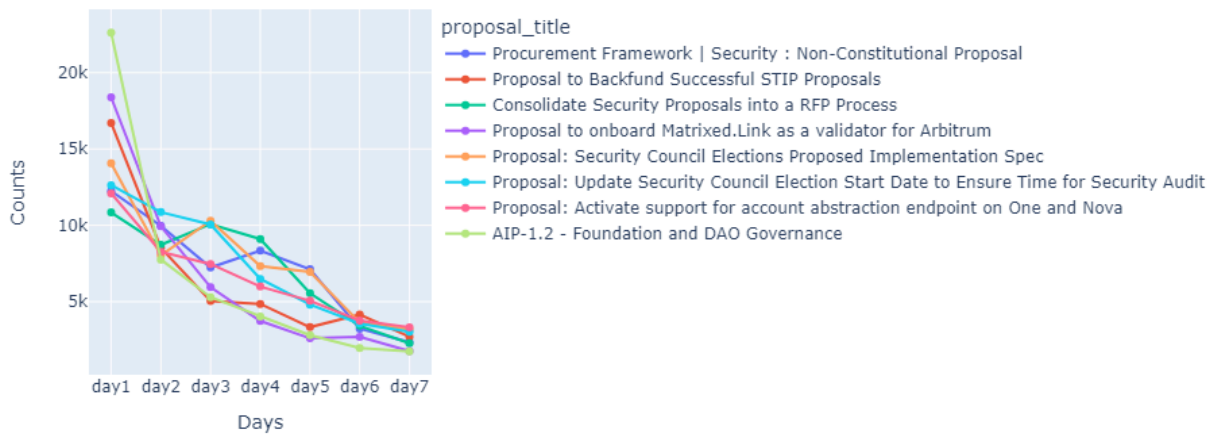 proposal_title
Procurement Framework | Security : Non-Constitutional Proposal
Proposal to Backfund Successful STIP Proposals
Consolidate Security Proposals into a RFP Process
Proposal to onboard Matrixed.Link as a validator for Arbitrum
Proposal: Security Council Elections Proposed Implementation Spec
Proposal: Update Security Council Election Start Date to Ensure Time for Security Audit
Proposal: Activate support for account abstraction endpoint on One and Nova
AIP-1.2 - Foundation and DAO Governance
Counts
20k
15k
10k
5k
day1 day2 day3 day4 day5 day6 day7
Days